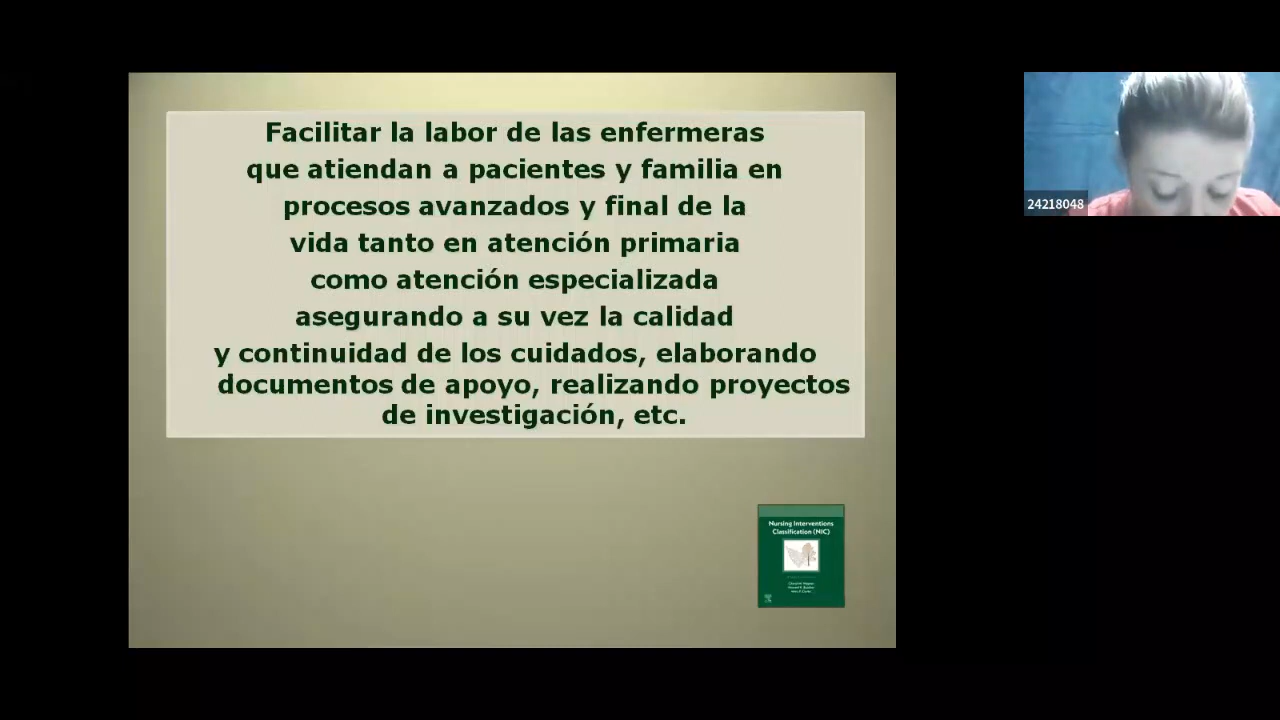 Facilitar la labor de las enfermeras
que atiendan a pacientes y familia en
procesos avanzados y final de la
vida tanto en atención primaria
como atención especializada
asegurando a su vez la calidad
y continuidad de los cuidados, elaborando
documentos de apoyo, realizando proyectos
de investigación, etc.
Nursing Interventions
Classification (NIC)
24218048